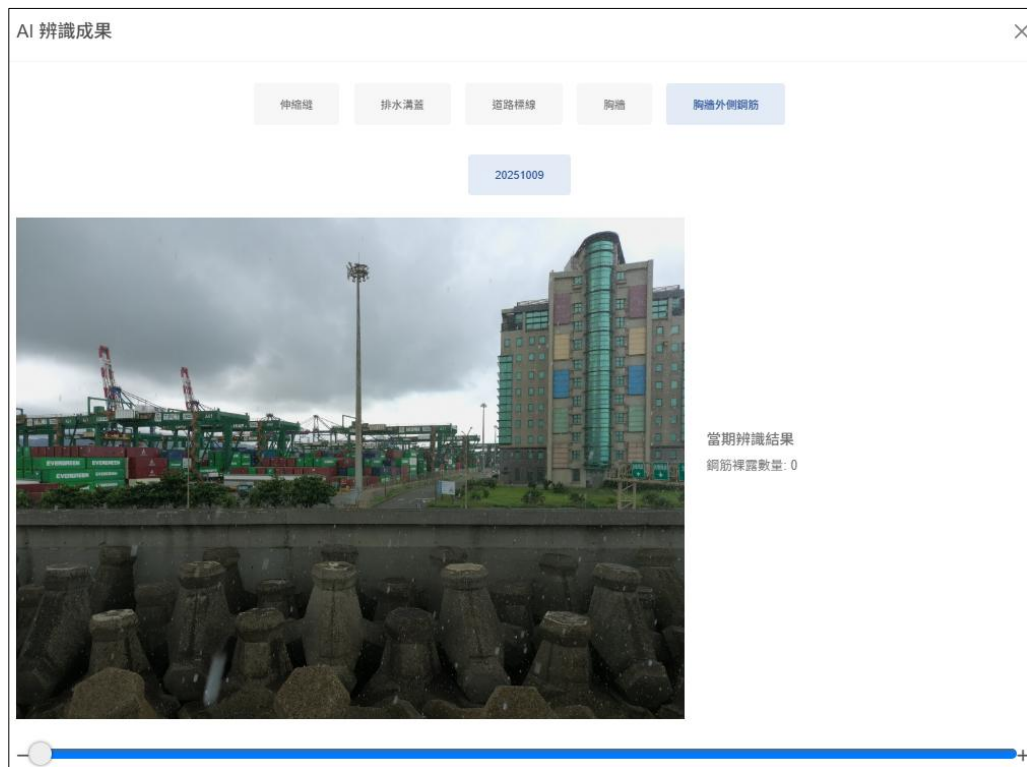 AI 辨識成果
伸縮縫
排水溝蓋
道路標線
胸牆
胸牆外側鋼筋
20251009
EVERGREEN
EVERGREEN
EVERGREEN
當期辨識結果
鋼筋裸露數量: 0